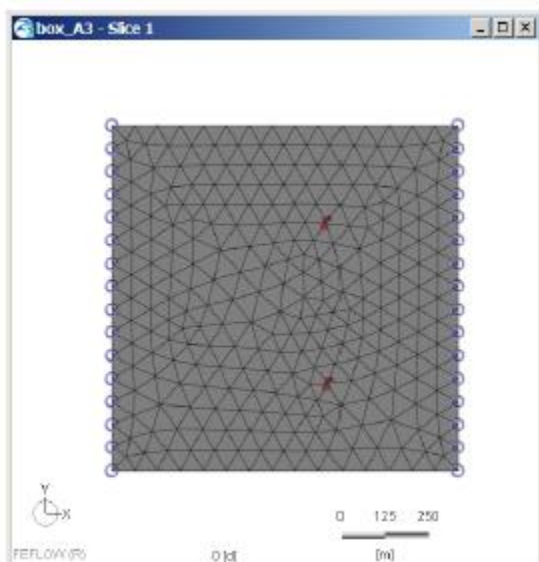 box_A3 - Slice 1
Y
X
0 125 250
FEFLOW (R)
0 [d]
[m]